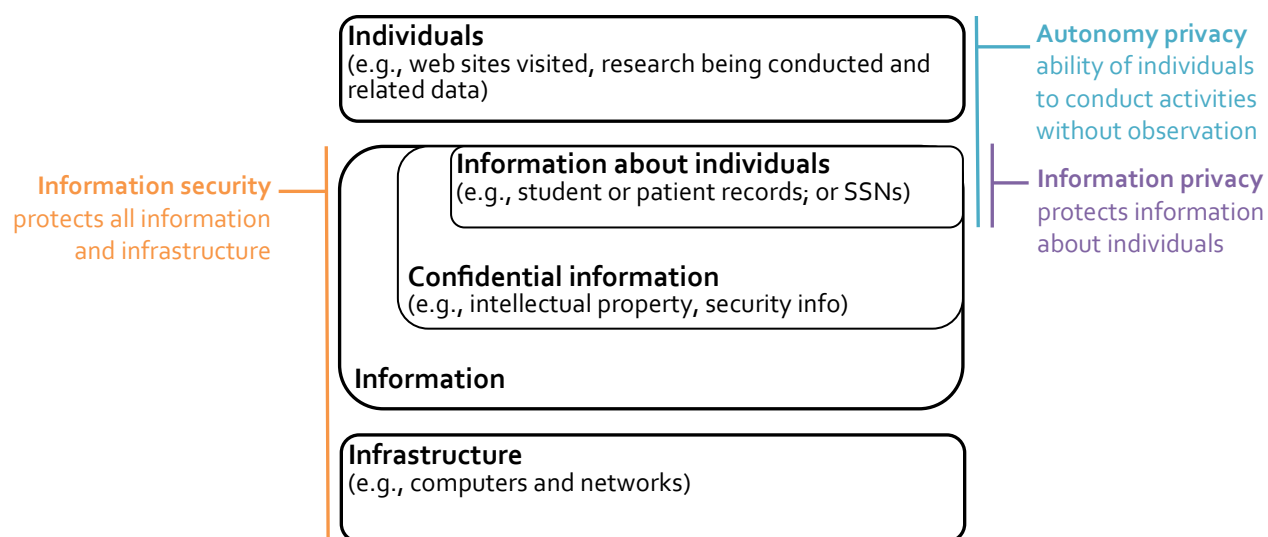 Individuals
(e.g., web sites visited, research being conducted and
related data)
Autonomy privacy
ability of individuals
to conduct activities
without observation
Information security
protects all information
and infrastructure
Information about individuals
(e.g., student or patient records; or SSNs)
Information privacy
protects information
about individuals
Confidential information
(e.g., intellectual property, security info)
Information
Infrastructure
(e.g., computers and networks)